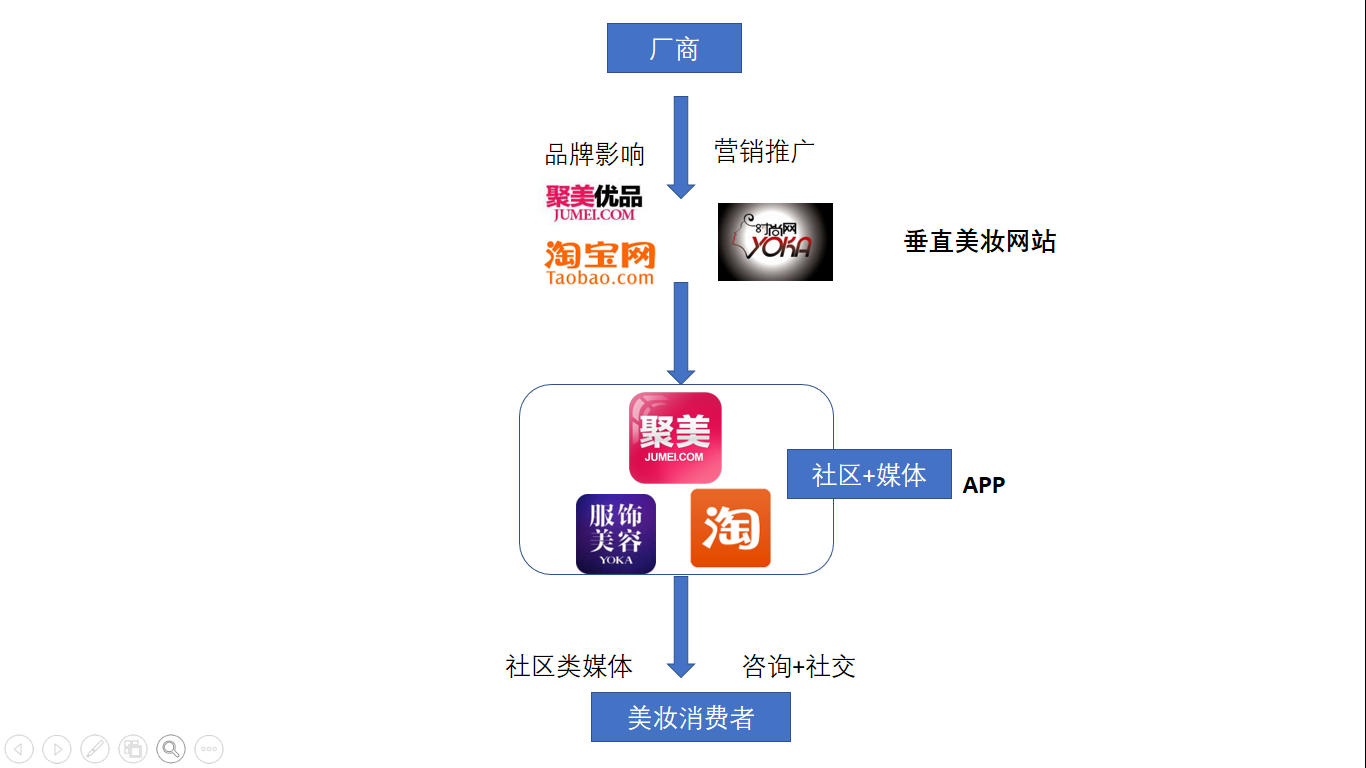 厂商
品牌影响
营销推广
聚美优品
JUMEI.COM
时尚网
YOKA
垂直美妆网站
淘宝网
Taobao.com
聚美
JUMEI.COM
社区+媒体
APP
服饰
美容
YOKA
淘
社区类媒体
咨询+社交
美妆消费者